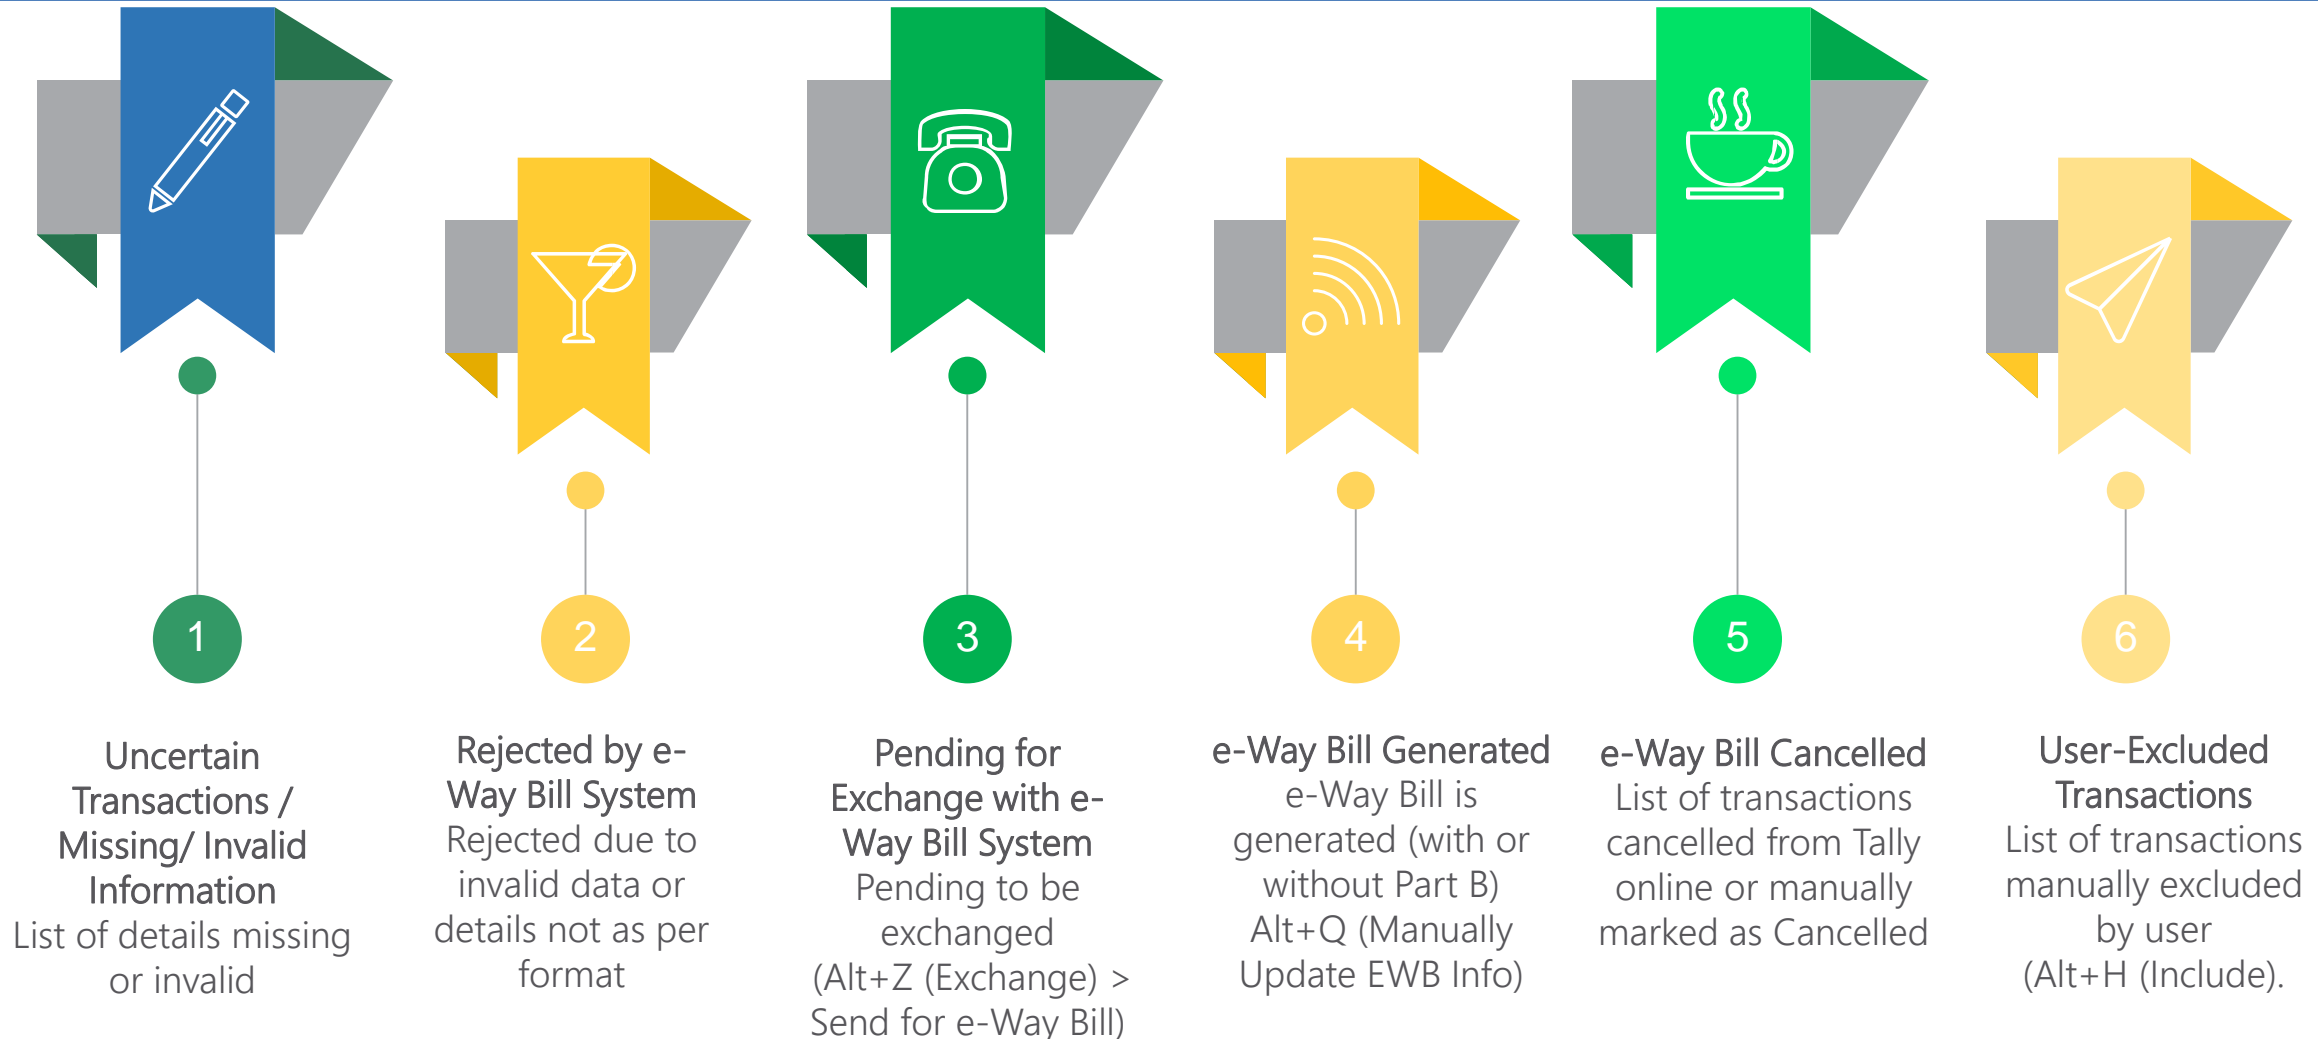 1
Uncertain
Transactions /
Missing/ Invalid
Information
List of details missing
or invalid
2
Rejected by e-
Way Bill System
Rejected due to
invalid data or
details not as per
format
3
Pending for
Exchange with e-
Way Bill System
Pending to be
exchanged
(Alt+Z (Exchange) >
Send for e-Way Bill)
4
e-Way Bill Generated
e-Way Bill is
generated (with or
without Part B)
Alt+Q (Manually
Update EWB Info)
5
e-Way Bill Cancelled
List of transactions
cancelled from Tally
online or manually
marked as Cancelled
6
User-Excluded
Transactions
List of transactions
manually excluded
by user
(Alt+H (Include).